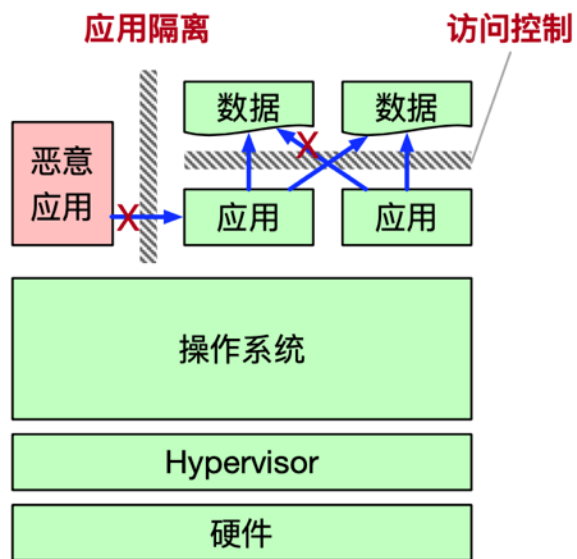 应用隔离
访问控制
数据
数据
恶意
应用
X
X
应用
应用
操作系统
Hypervisor
硬件